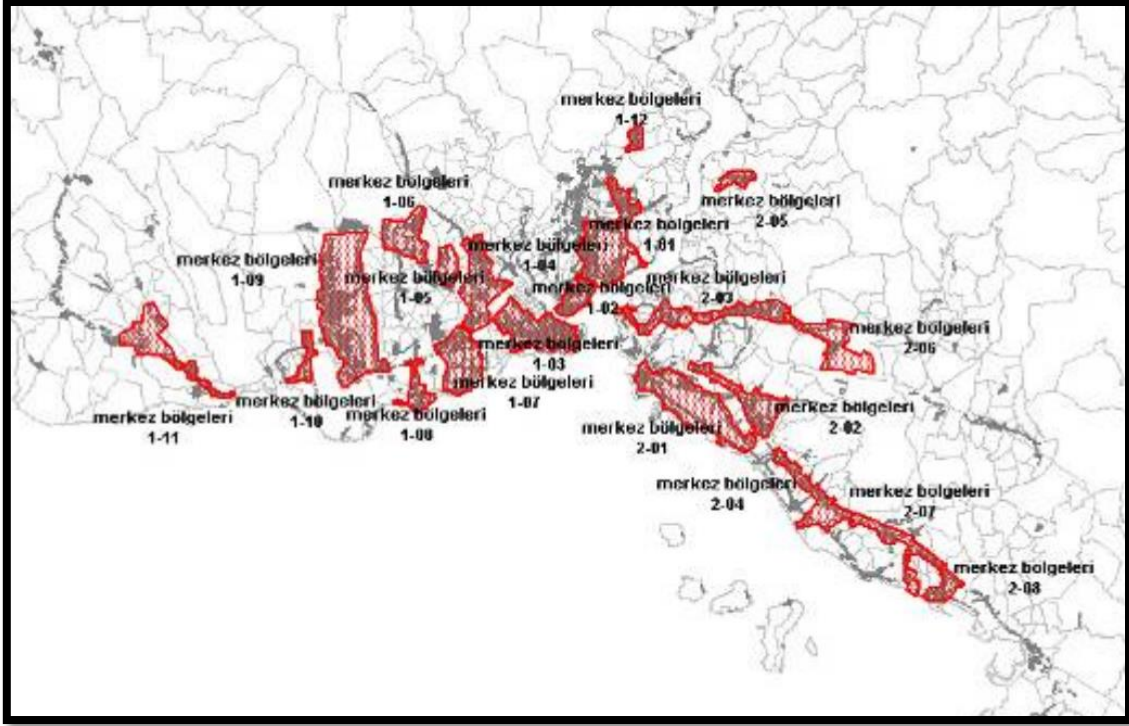 merkez bölgeleri
1-12
merkez bölgeleri
1-06
merkez bölgeleri
2-05
merkez bölgeleri
1-01
merkez bölgeleri
1-04
merkez bölgeleri
1-09
merkez bölgeleri
1-05
merkez bölgeleri
1-02
merkez bölgeleri
2-03
merkez bölgeleri
2-06
merkez bölgeleri
1-03
merkez bölgeleri
1-07
merkez bölgeleri
1-10
merkez bölgeleri
1-08
merkez bölgeleri
1-11
merkez bölgeleri
2-02
merkez bölgeleri
2-01
merkez bölgeleri
2-04
merkez bölgeleri
2-07
merkez bölgeleri
2-08